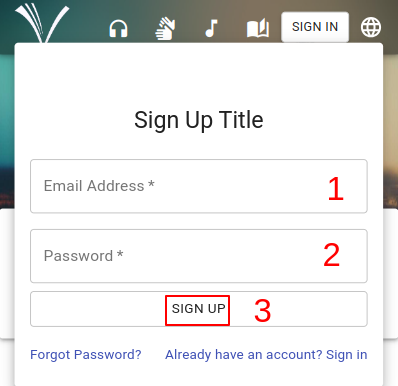 SIGN IN
Sign Up Title
Email Address *
1
Password *
2
SIGN UP
3
Forgot Password?
Already have an account? Sign in